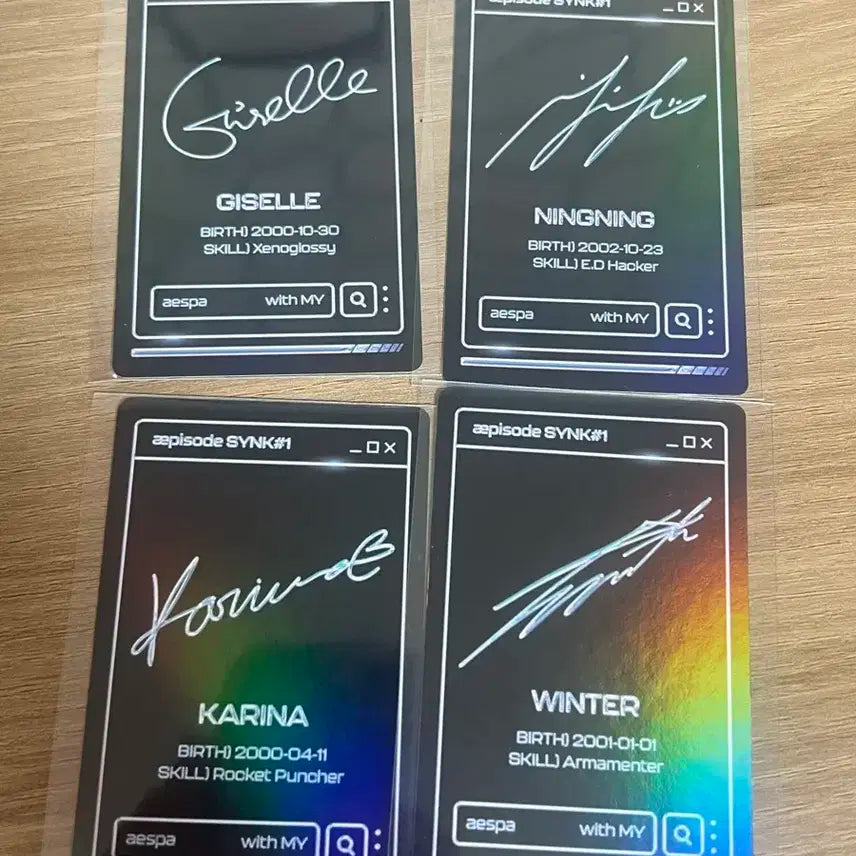 Giselle
GISELLE
BIRTH) 2000-10-30
SKILL) Xenoglossy
aespa with MY
æpisode SYNK#1
NINGNING
BIRTH) 2002-10-23
SKILL) E.D Hacker
aespa with MY
æpisode SYNK#1
Karina
KARINA
BIRTH) 2000-04-11
SKILL) Rocket Puncher
aespa with MY
æpisode SYNK#1
WINTER
BIRTH) 2001-01-01
SKILL) Armamenter
aespa with MY